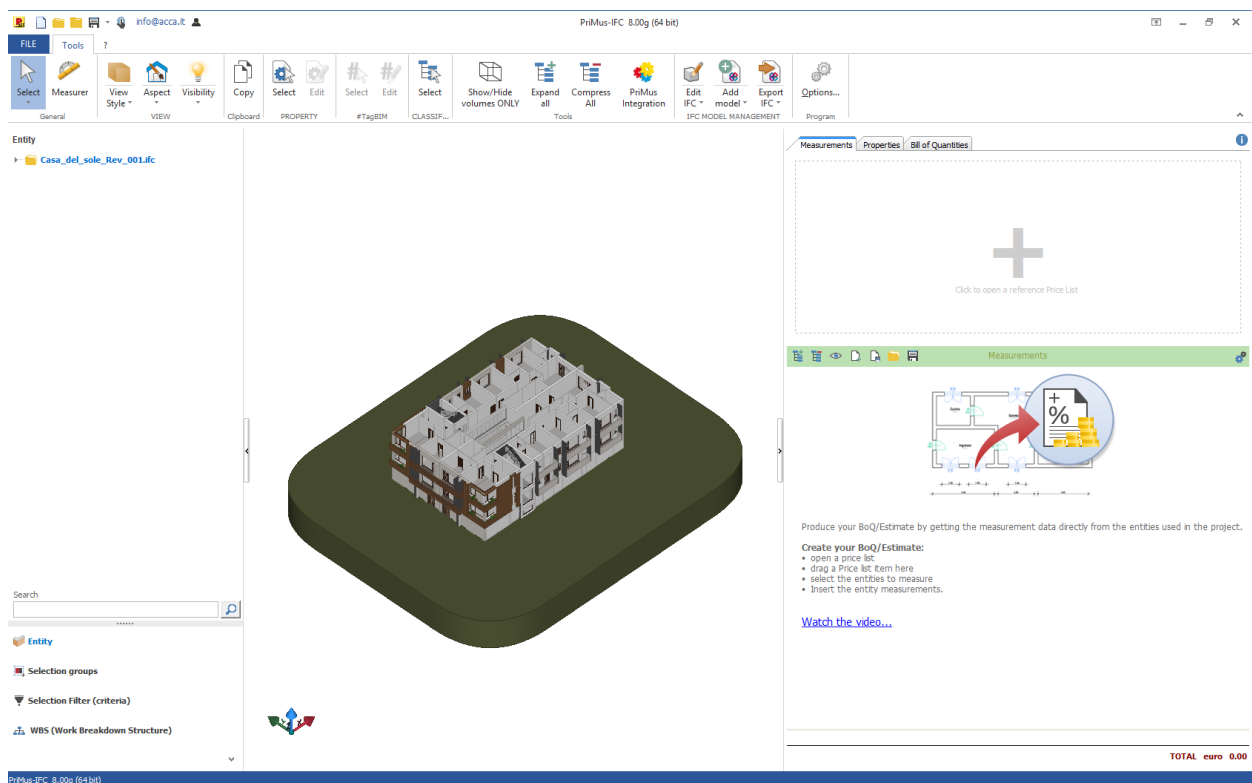 info@acca.it
PriMus-IFC 8.00g (64 bit)
FILE
Tools
?
Select
Measurer
View Style
Aspect
Visibility
Copy
Select
Edit
Select
Edit
Select
Show/Hide volumes ONLY
Expand all
Compress All
PriMus Integration
Edit IFC
Add model
Export IFC
Options...
General
VIEW
Clipboard
PROPERTY
#TagBIM
CLASSIF...
Tools
IFC MODEL MANAGEMENT
Program
Entity
Casa_del_sole_Rev_001.ifc
Measurements
Properties
Bill of Quantities
Click to open a reference Price List
Measurements
+
%
Produce your BoQ/Estimate by getting the measurement data directly from the entities used in the project.
Create your BoQ/Estimate:
• open a price list
• drag a Price list item here
• select the entities to measure
• Insert the entity measurements.
Watch the video...
Search
Entity
Selection groups
Selection Filter (criteria)
WBS (Work Breakdown Structure)
TOTAL euro 0.00
PriMus-IFC 8.00g (64 bit)